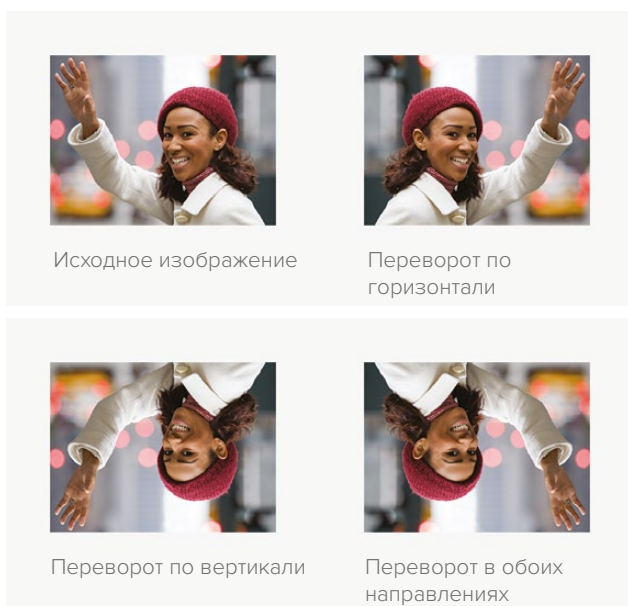 Исходное изображение
Переворот по
горизонтали
Переворот по вертикали
Переворот в обоих
направлениях